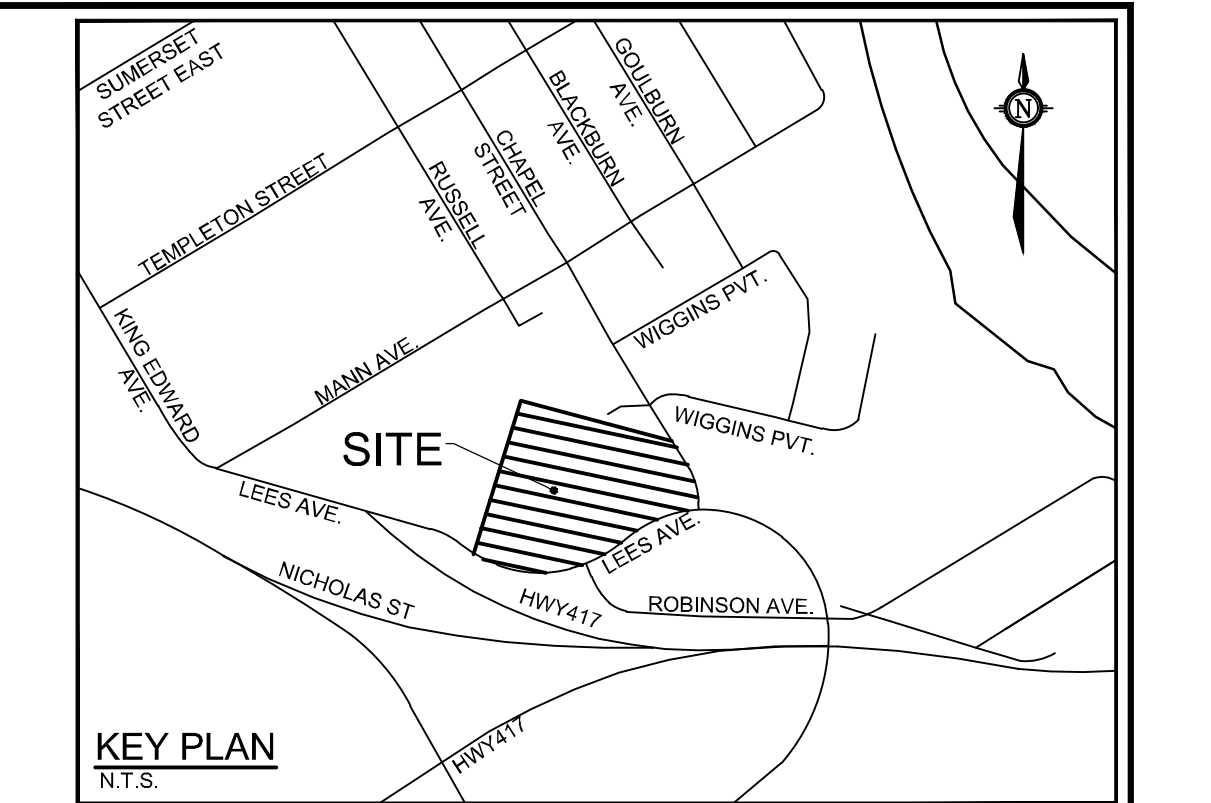 SUMERSET
STREET EAST
TEMPLETON STREET
KING EDWARD
AVE.
MANN AVE.
RUSSELL
AVE.
CHAPEL
STREET
BLACKBURN
AVE.
GOULBURN
AVE.
N
WIGGINS PVT.
WIGGINS PVT.
SITE
LEES AVE.
LEES AVE.
NICHOLAS ST
HWY417
ROBINSON AVE.
HWY417
KEY PLAN
N.T.S.